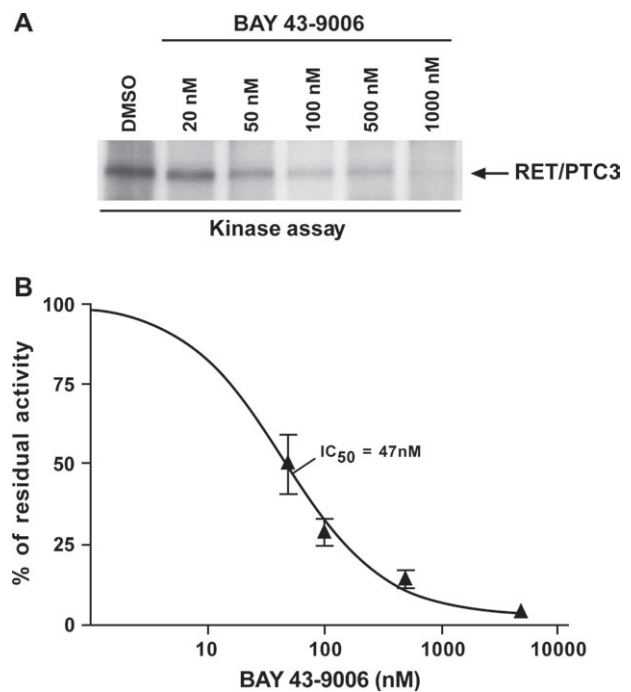 A
BAY 43-9006
DMSO
20 nM
50 nM
100 nM
500 nM
1000 nM
RET/PTC3
Kinase assay
B
100
75
50
25
0
% of residual activity
IC50 = 47nM
10
100
1000
10000
BAY 43-9006 (nM)